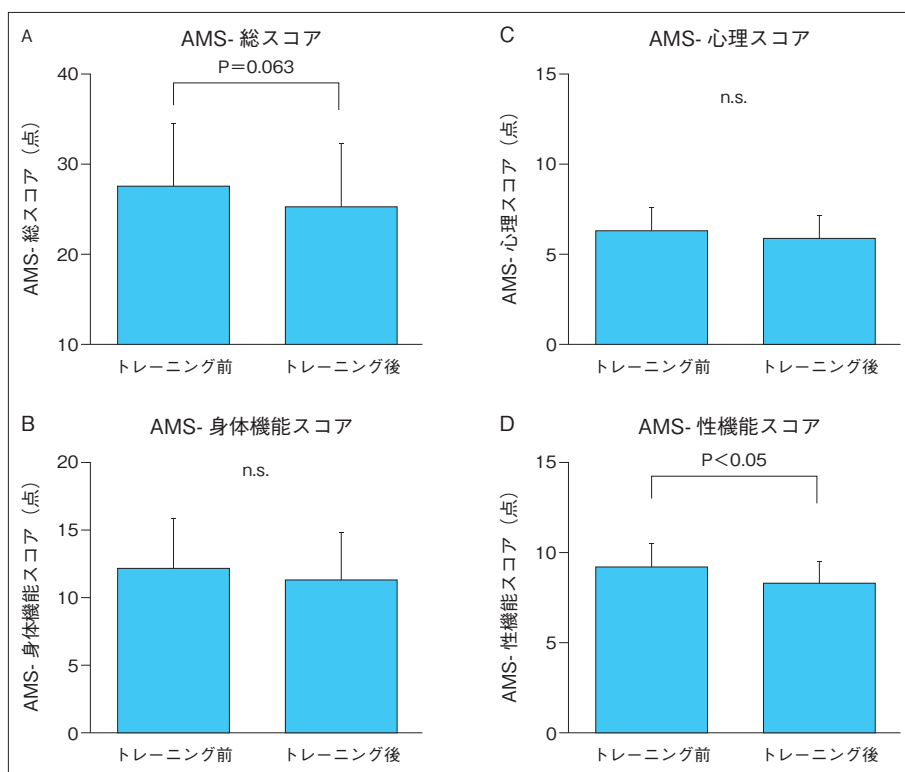 A
AMS- 総スコア
P＝0.063
AMS- 総スコア（点）
40
30
20
10
トレーニング前
トレーニング後
B
AMS- 身体機能スコア
n.s.
AMS- 身体機能スコア（点）
20
15
10
5
0
トレーニング前
トレーニング後
C
AMS- 心理スコア
n.s.
AMS- 心理スコア（点）
15
10
5
0
トレーニング前
トレーニング後
D
AMS- 性機能スコア
P＜0.05
AMS- 性機能スコア（点）
15
10
5
0
トレーニング前
トレーニング後